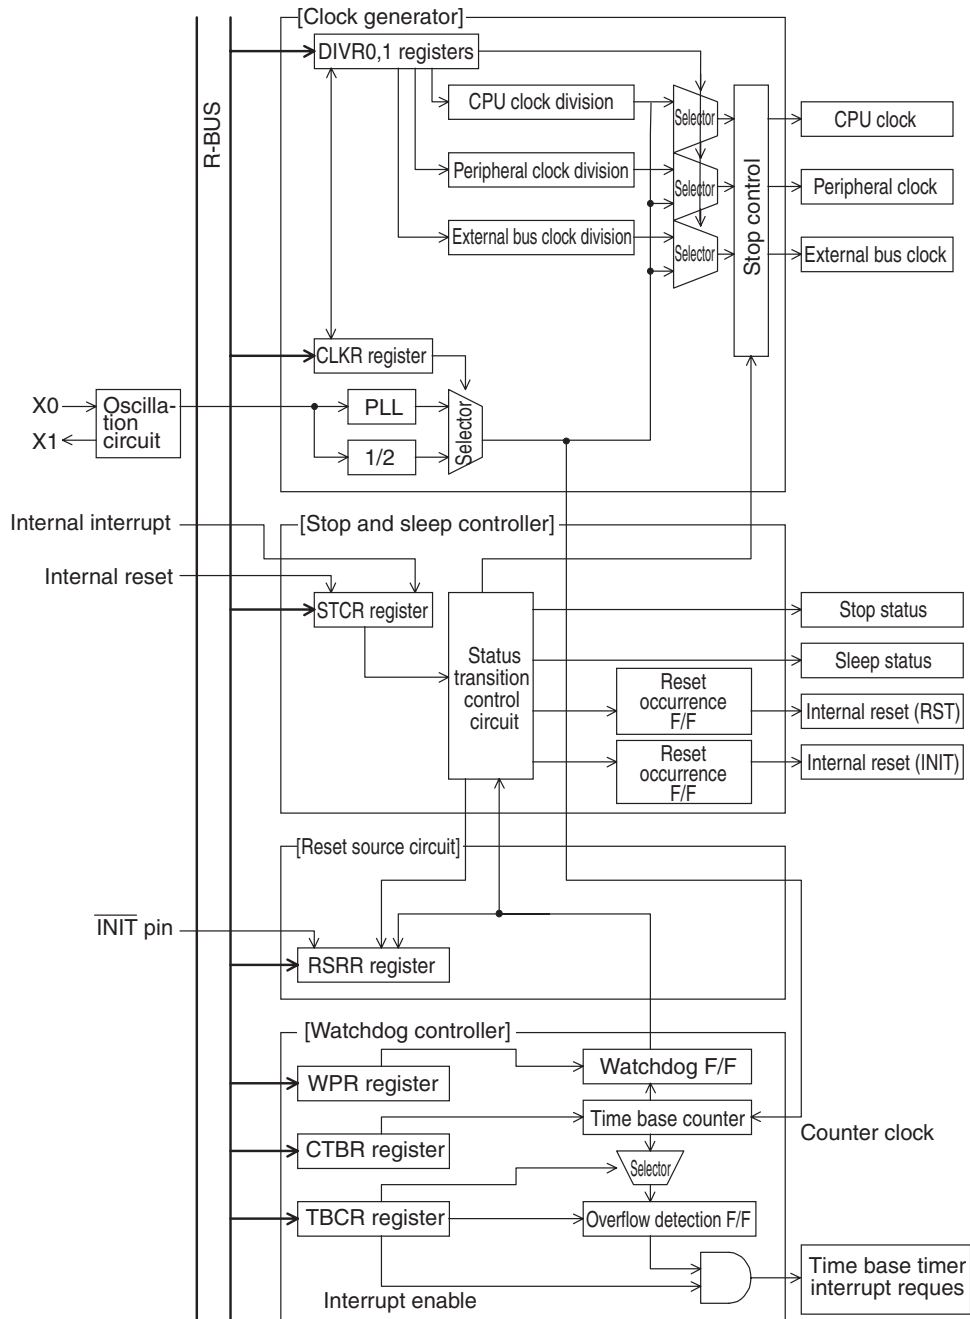 [Clock generator]
DIVR0,1 registers
R-BUS
CPU clock division
Selector
CPU clock
Peripheral clock division
Selector
Stop control
Peripheral clock
External bus clock division
Selector
External bus clock
CLKR register
X0
X1
Oscilla-
tion
circuit
PLL
1/2
Selector
Internal interrupt
[Stop and sleep controller]
Internal reset
STCR register
Status
transition
control
circuit
Stop status
Sleep status
Reset
occurrence
F/F
Internal reset (RST)
Reset
occurrence
F/F
Internal reset (INIT)
[Reset source circuit]
INIT pin
RSRR register
[Watchdog controller]
WPR register
Watchdog F/F
Time base counter
Counter clock
CTBR register
Selector
TBCR register
Overflow detection F/F
Interrupt enable
Time base timer
interrupt reques